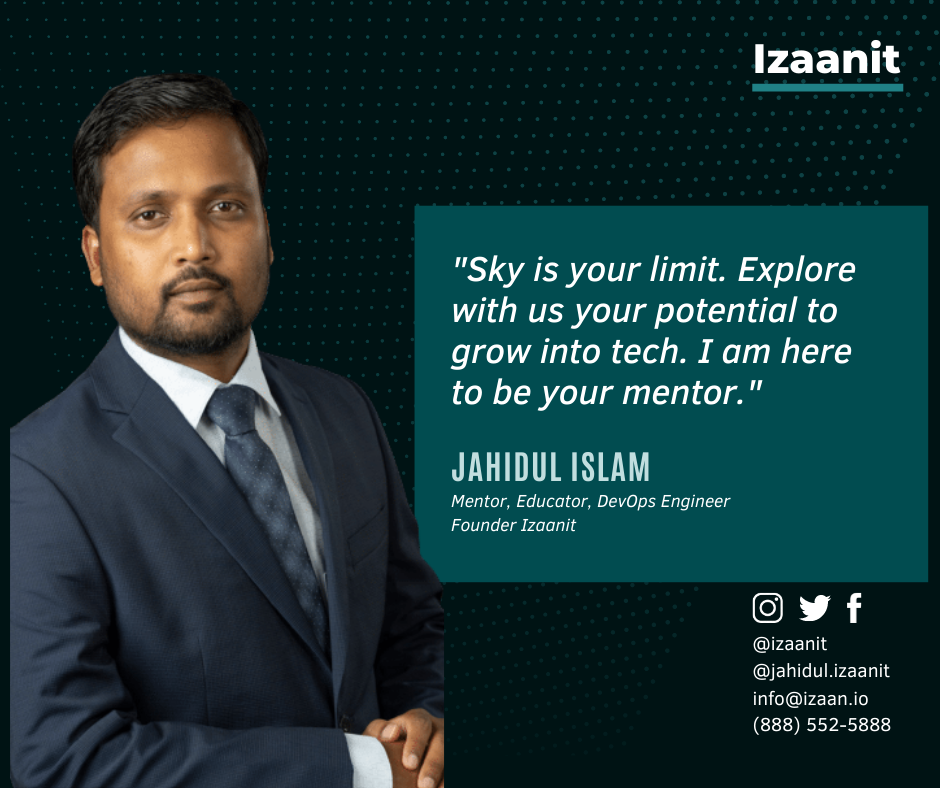 Izaanit
"Sky is your limit. Explore
with us your potential to
grow into tech. I am here
to be your mentor."
JAHIDUL ISLAM
Mentor, Educator, DevOps Engineer
Founder Izaanit
@izaanit
@jahidul.izaanit
info@izaan.io
(888) 552-5888